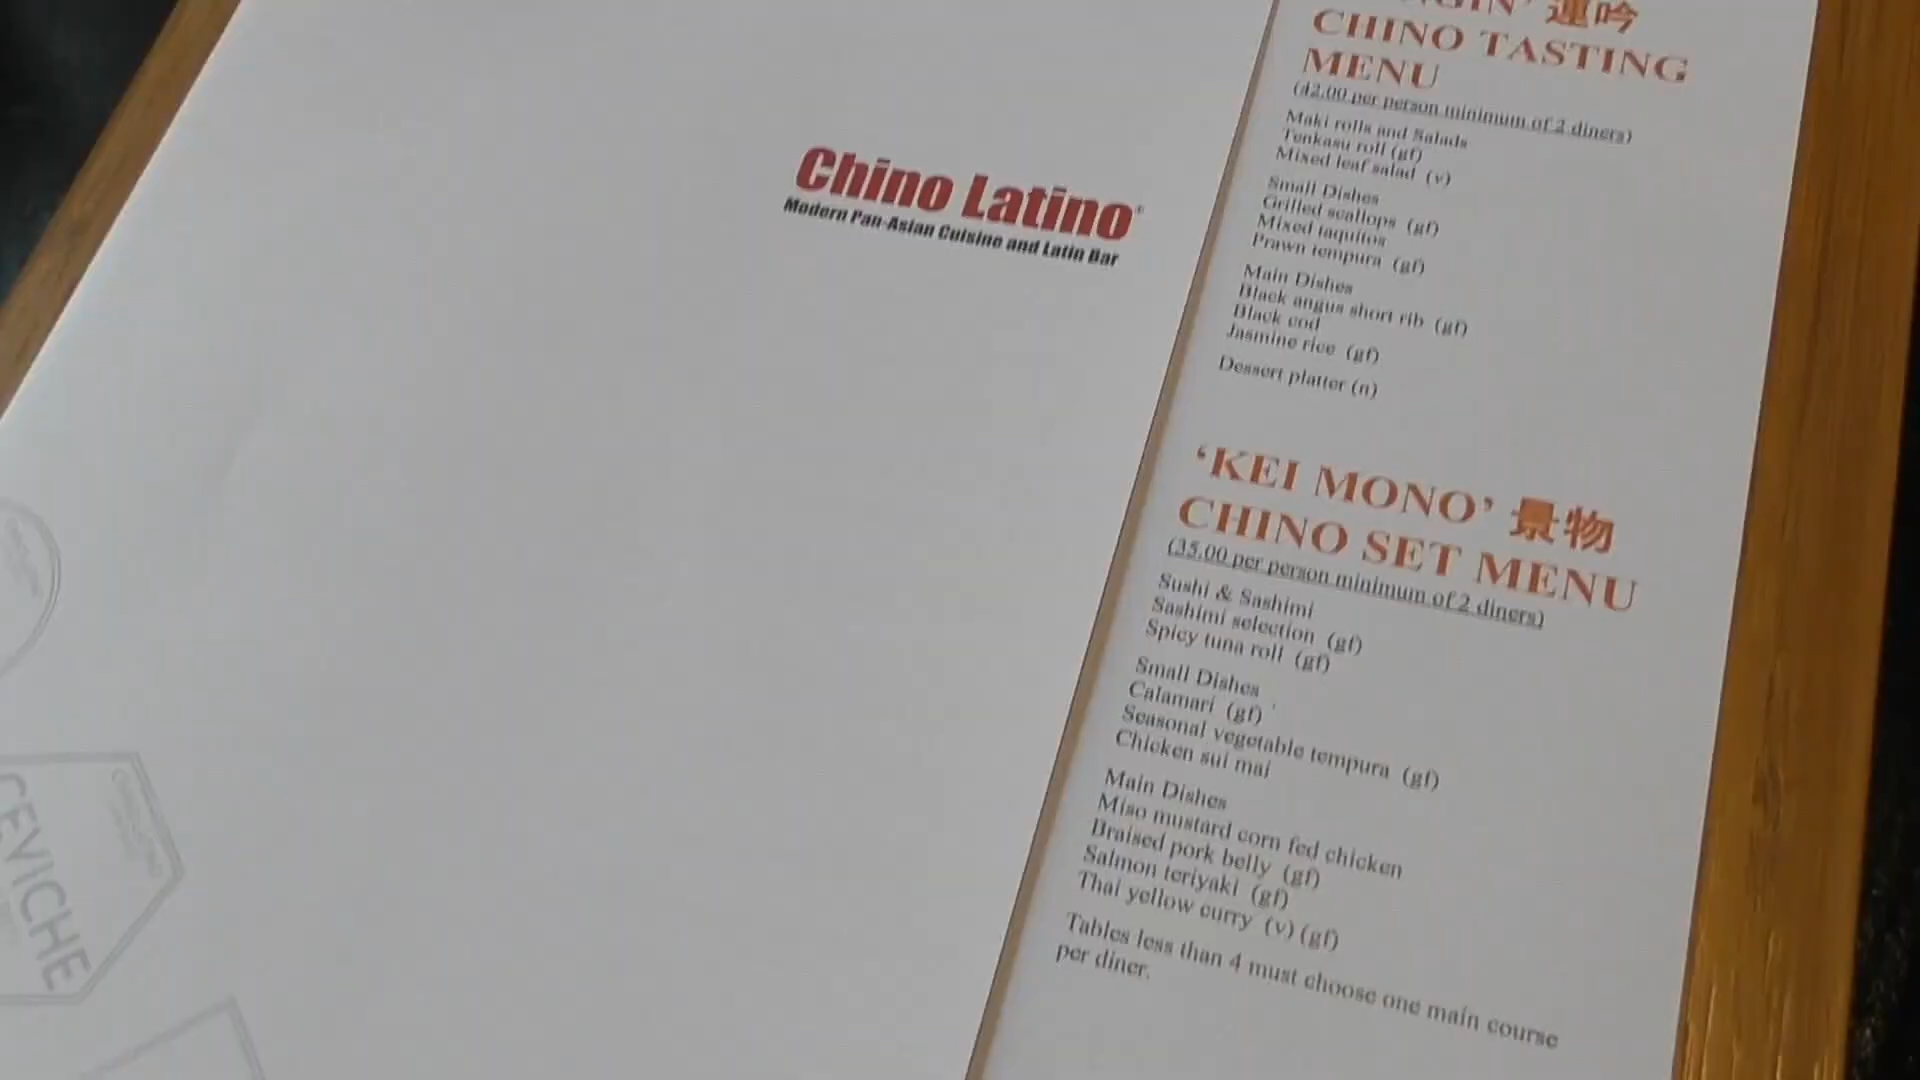 Chino Latino
Modern Pan-Asian Cuisine and Latin Bar
CEVICHE
運吟
CHINO TASTING
MENU
(42.00 per person minimum of 2 diners)
Maki rolls and Salads
Tenkasu roll (gf)
Mixed leaf salad (v)
Small Dishes
Grilled scallops (gf)
Mixed taquitos
Prawn tempura (gf)
Main Dishes
Black angus short rib (gf)
Black cod
Jasmine rice (gf)
Dessert platter (n)
‘KEI MONO’ 景物
CHINO SET MENU
(35.00 per person minimum of 2 diners)
Sushi & Sashimi
Sashimi selection (gf)
Spicy tuna roll (gf)
Small Dishes
Calamari (gf)
Seasonal vegetable tempura (gf)
Chicken sui mai
Main Dishes
Miso mustard corn fed chicken
Braised pork belly (gf)
Salmon teriyaki (gf)
Thai yellow curry (v) (gf)
Tables less than 4 must choose one main course
per diner.